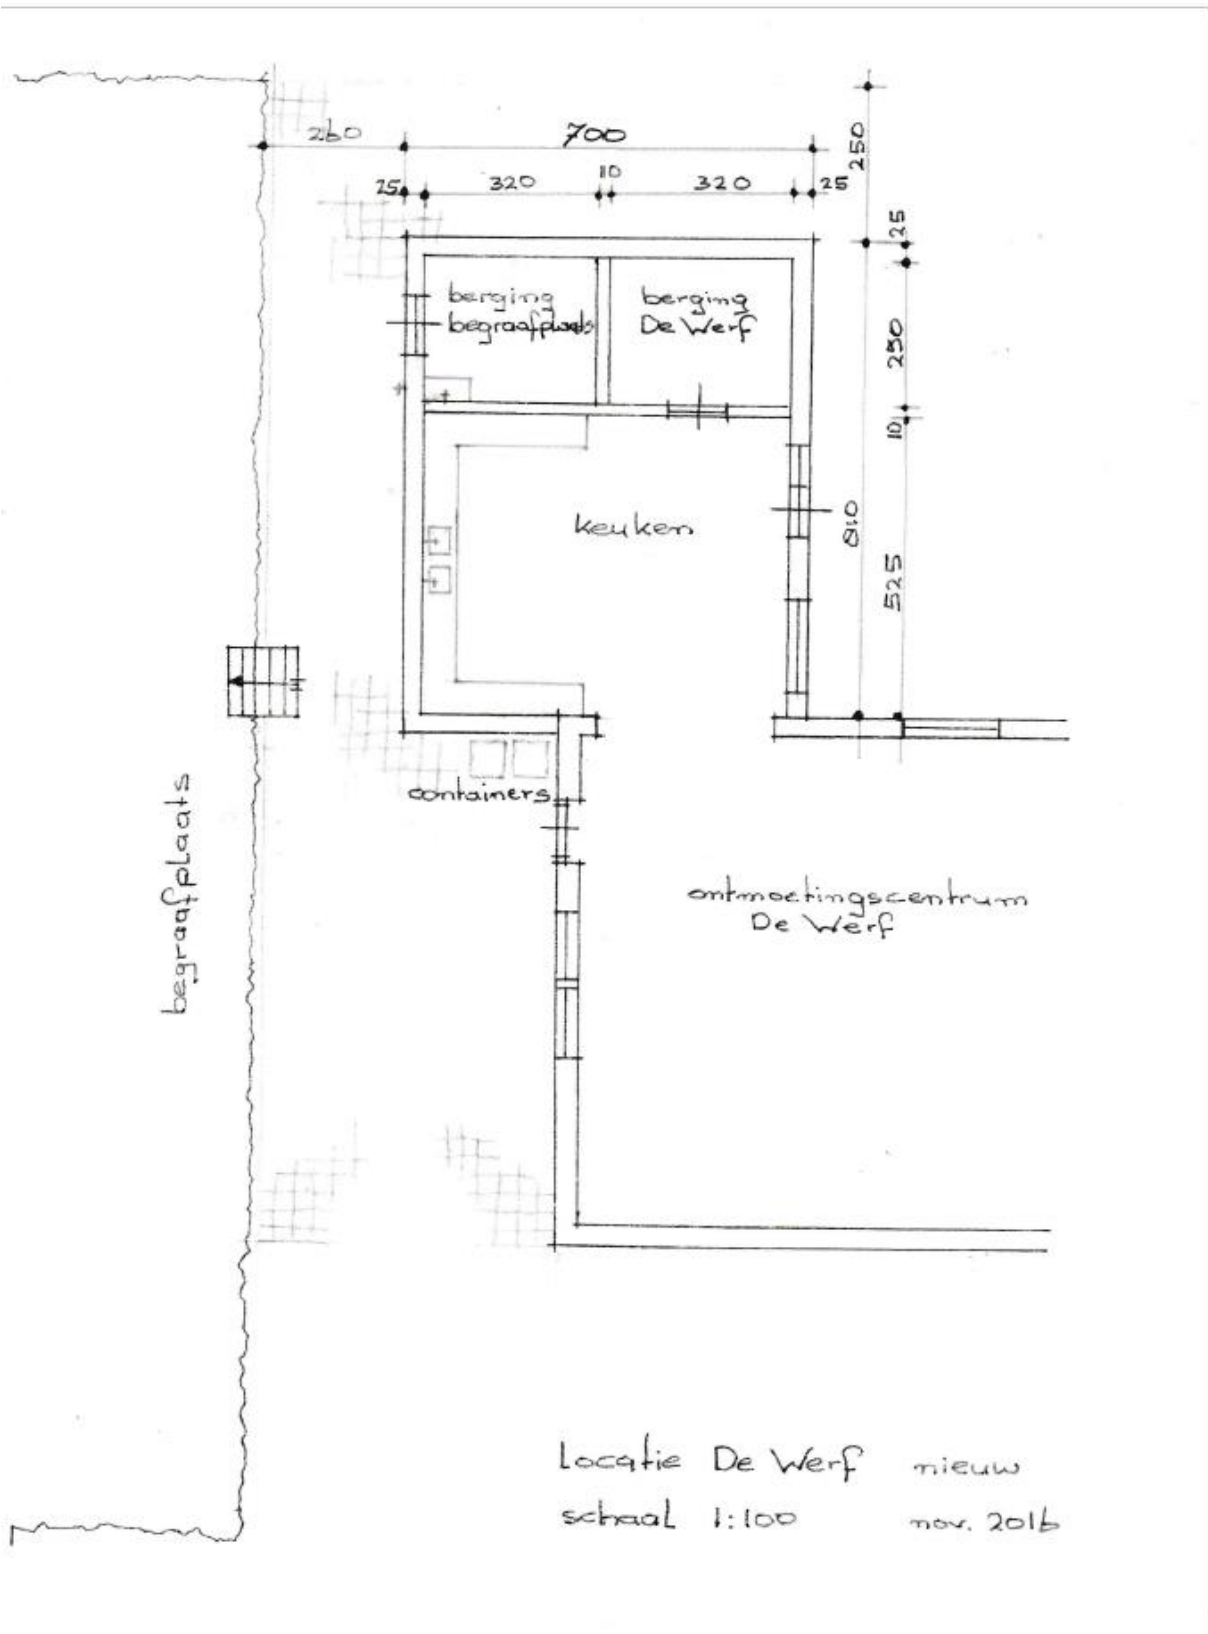 260
700
250
25
320
10
320
25
25
berging
begraafplaats
berging
De Werf
250
10
keuken
810
525
containers
begraafplaats
ontmoetingscentrum
De Werf
Locatie De Werf nieuw
schaal 1:100 nov. 2016